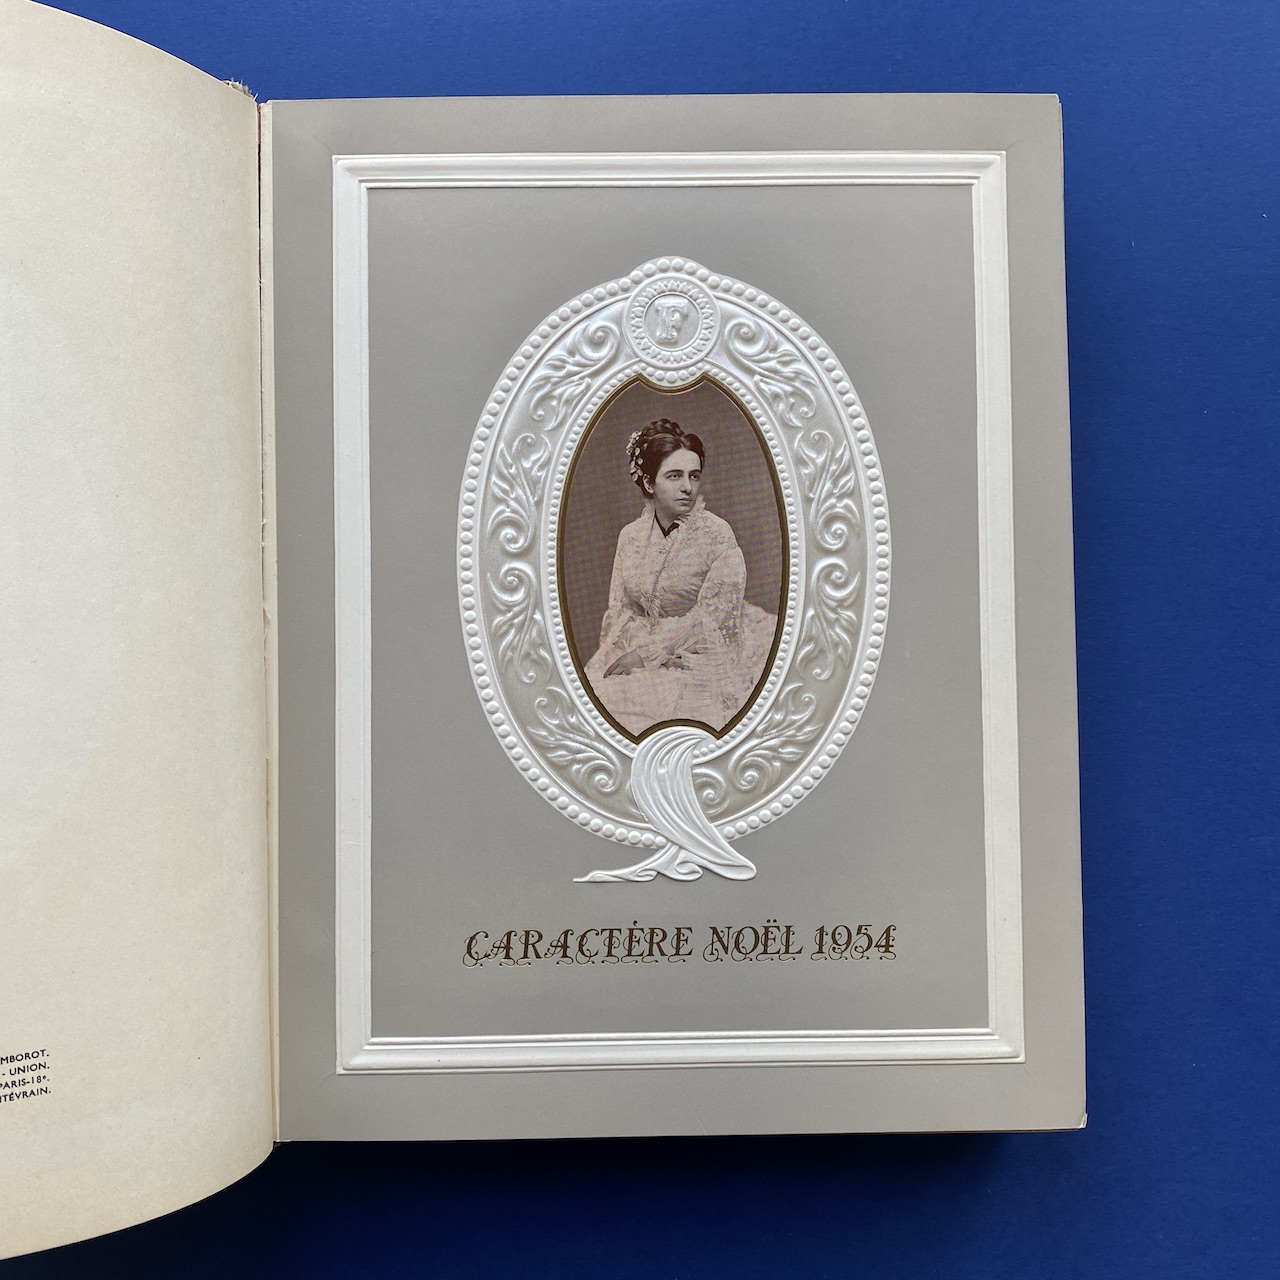 MBOROT.
- UNION.
PARIS-18e.
TÉVRAIN.
F
CARACTÈRE NOËL 1954